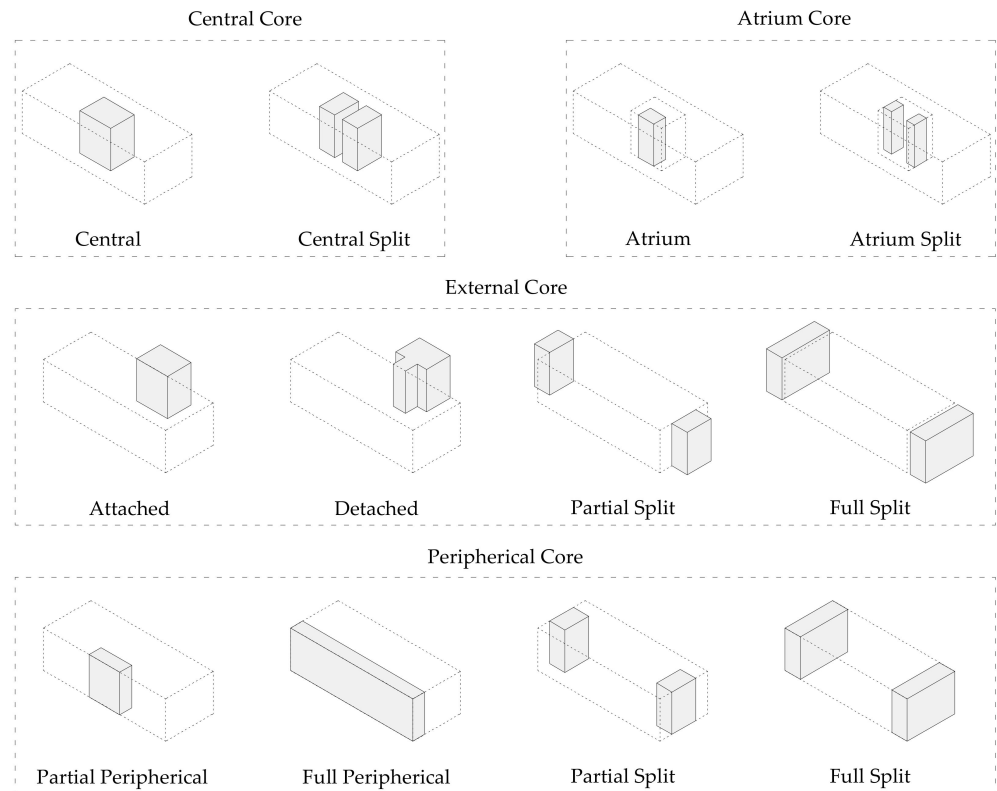 Central Core
Atrium Core
Central
Central Split
Atrium
Atrium Split
External Core
Attached
Detached
Partial Split
Full Split
Peripherical Core
Partial Peripherical
Full Peripherical
Partial Split
Full Split